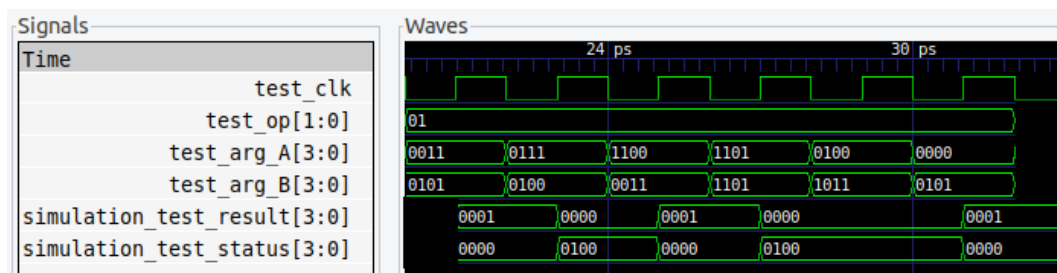 Signals
Waves
Time
24 ps
30 ps
test_clk
test_op[1:0]
01
test_arg_A[3:0]
0011 0111 1100 1101 0100 0000
test_arg_B[3:0]
0101 0100 0011 1101 1011 0101
simulation_test_result[3:0]
0001 0000 0001 0000 0001
simulation_test_status[3:0]
0000 0100 0000 0100 0000